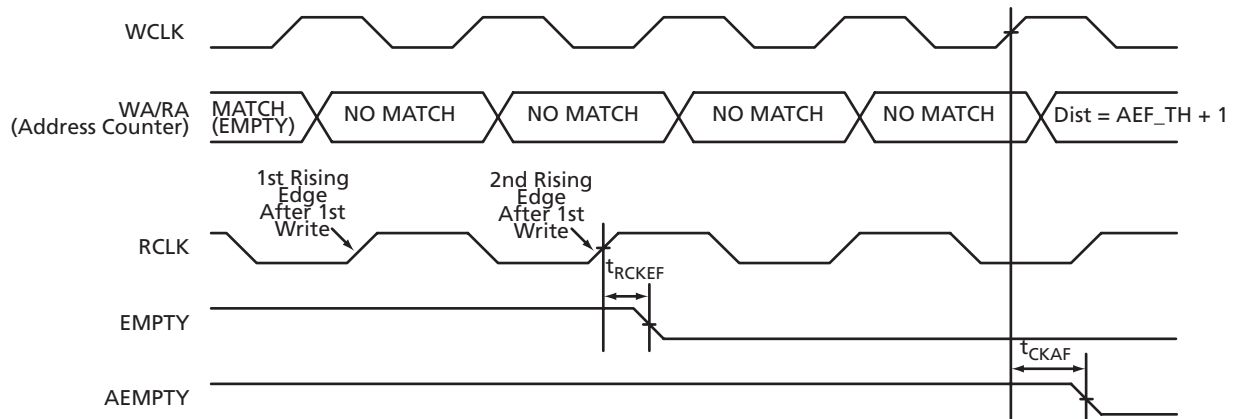 WCLK
WA/RA
(Address Counter)
MATCH
(EMPTY)
NO MATCH
NO MATCH
NO MATCH
NO MATCH
Dist = AEF_TH + 1
1st Rising
Edge
After 1st
Write
2nd Rising
Edge
After 1st
Write
RCLK
tRCKEF
EMPTY
tCKAF
AEMPTY